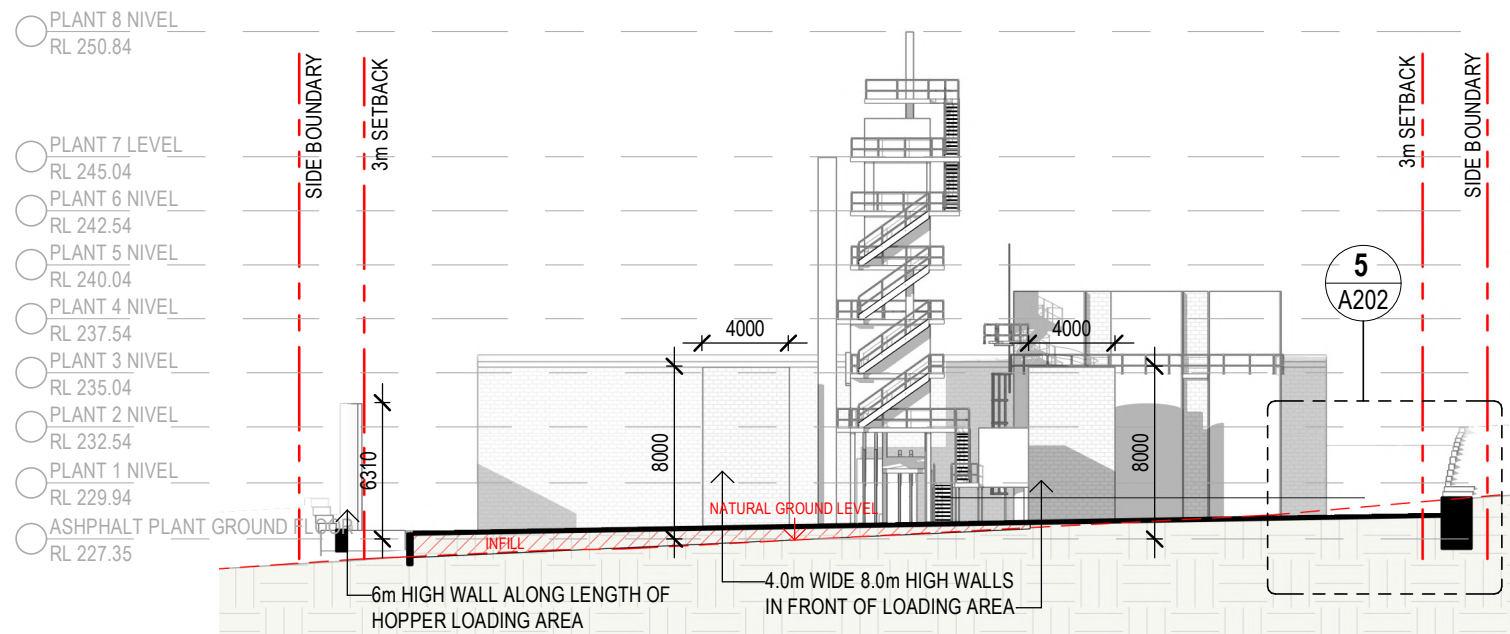 PLANT 8 NIVEL
RL 250.84
SIDE BOUNDARY
3m SETBACK
3m SETBACK
SIDE BOUNDARY
PLANT 7 LEVEL
RL 245.04
PLANT 6 NIVEL
RL 242.54
PLANT 5 NIVEL
RL 240.04
5
A202
PLANT 4 NIVEL
RL 237.54
4000
4000
PLANT 3 NIVEL
RL 235.04
PLANT 2 NIVEL
RL 232.54
6310
8000
8000
PLANT 1 NIVEL
RL 229.94
NATURAL GROUND LEVEL
ASHPHALT PLANT GROUND FLOOR
RL 227.35
INFILL
6m HIGH WALL ALONG LENGTH OF
HOPPER LOADING AREA
4.0m WIDE 8.0m HIGH WALLS
IN FRONT OF LOADING AREA